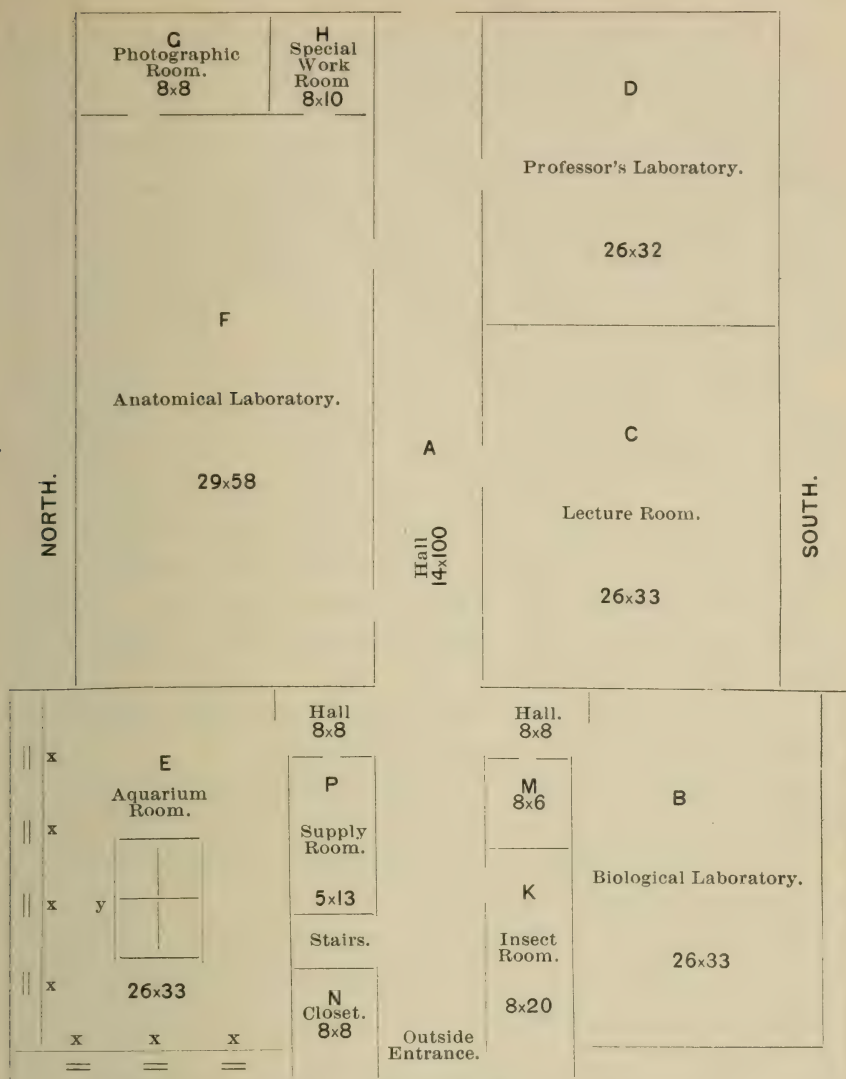 G
Photographic
Room.
8x8
H
Special
Work
Room
8x10
D
Professor's Laboratory.
26x32
F
Anatomical Laboratory.
29x58
A
Hall
14x100
C
Lecture Room.
26x33
NORTH.
SOUTH.
Hall
8x8
Hall.
8x8
x
x
x
x
E
Aquarium
Room.
y
26x33
x x x
P
Supply
Room.
5x13
Stairs.
N
Closet.
8x8
Outside
Entrance.
M
8x6
K
Insect
Room.
8x20
B
Biological Laboratory.
26x33